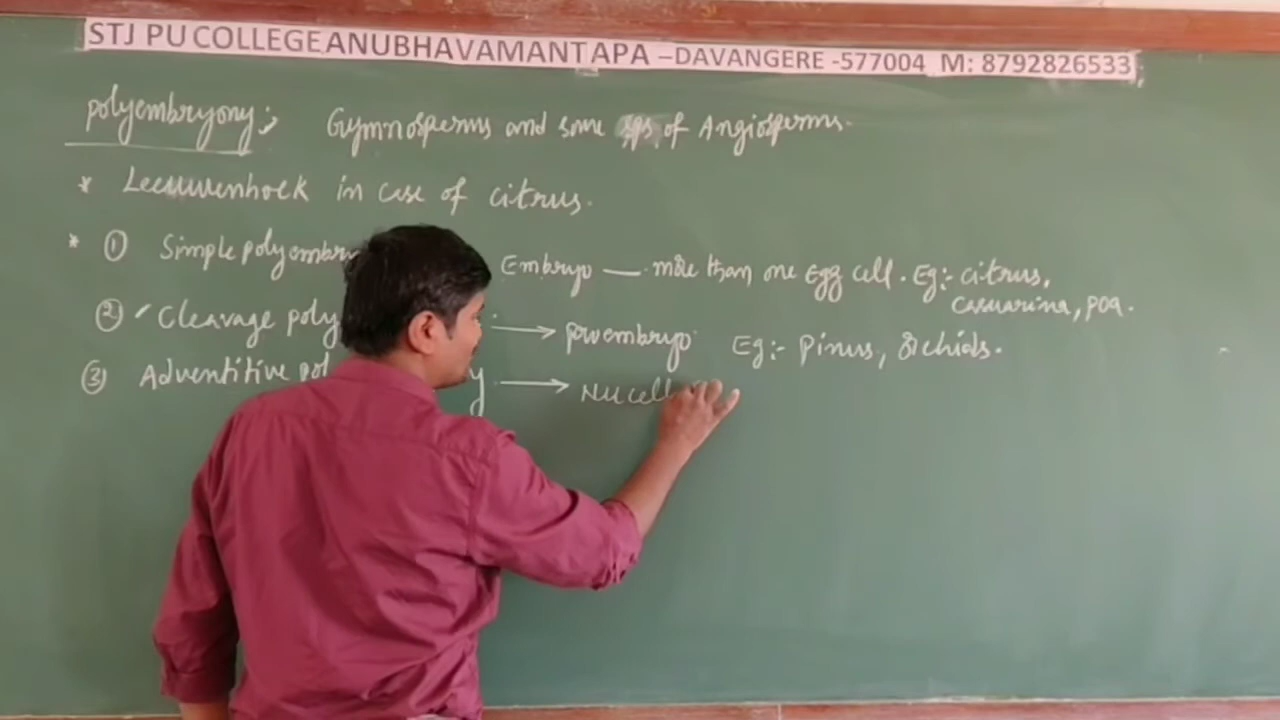 STJ PU COLLEGE ANUBHAVAMANTAPA –DAVANGERE -577004 M: 8792826533
polyembryony:- Gymnosperms and some sps of Angiosperms.
* Leeuwenhoek in case of citrus.
* ① Simple polyembry Embryo — more than one Egg cell. Eg:- citrus,
Casuarina, poa.
② Cleavage poly → proembryo Eg:- Pinus, Orchids.
③ Adventitive pol y → Nucell